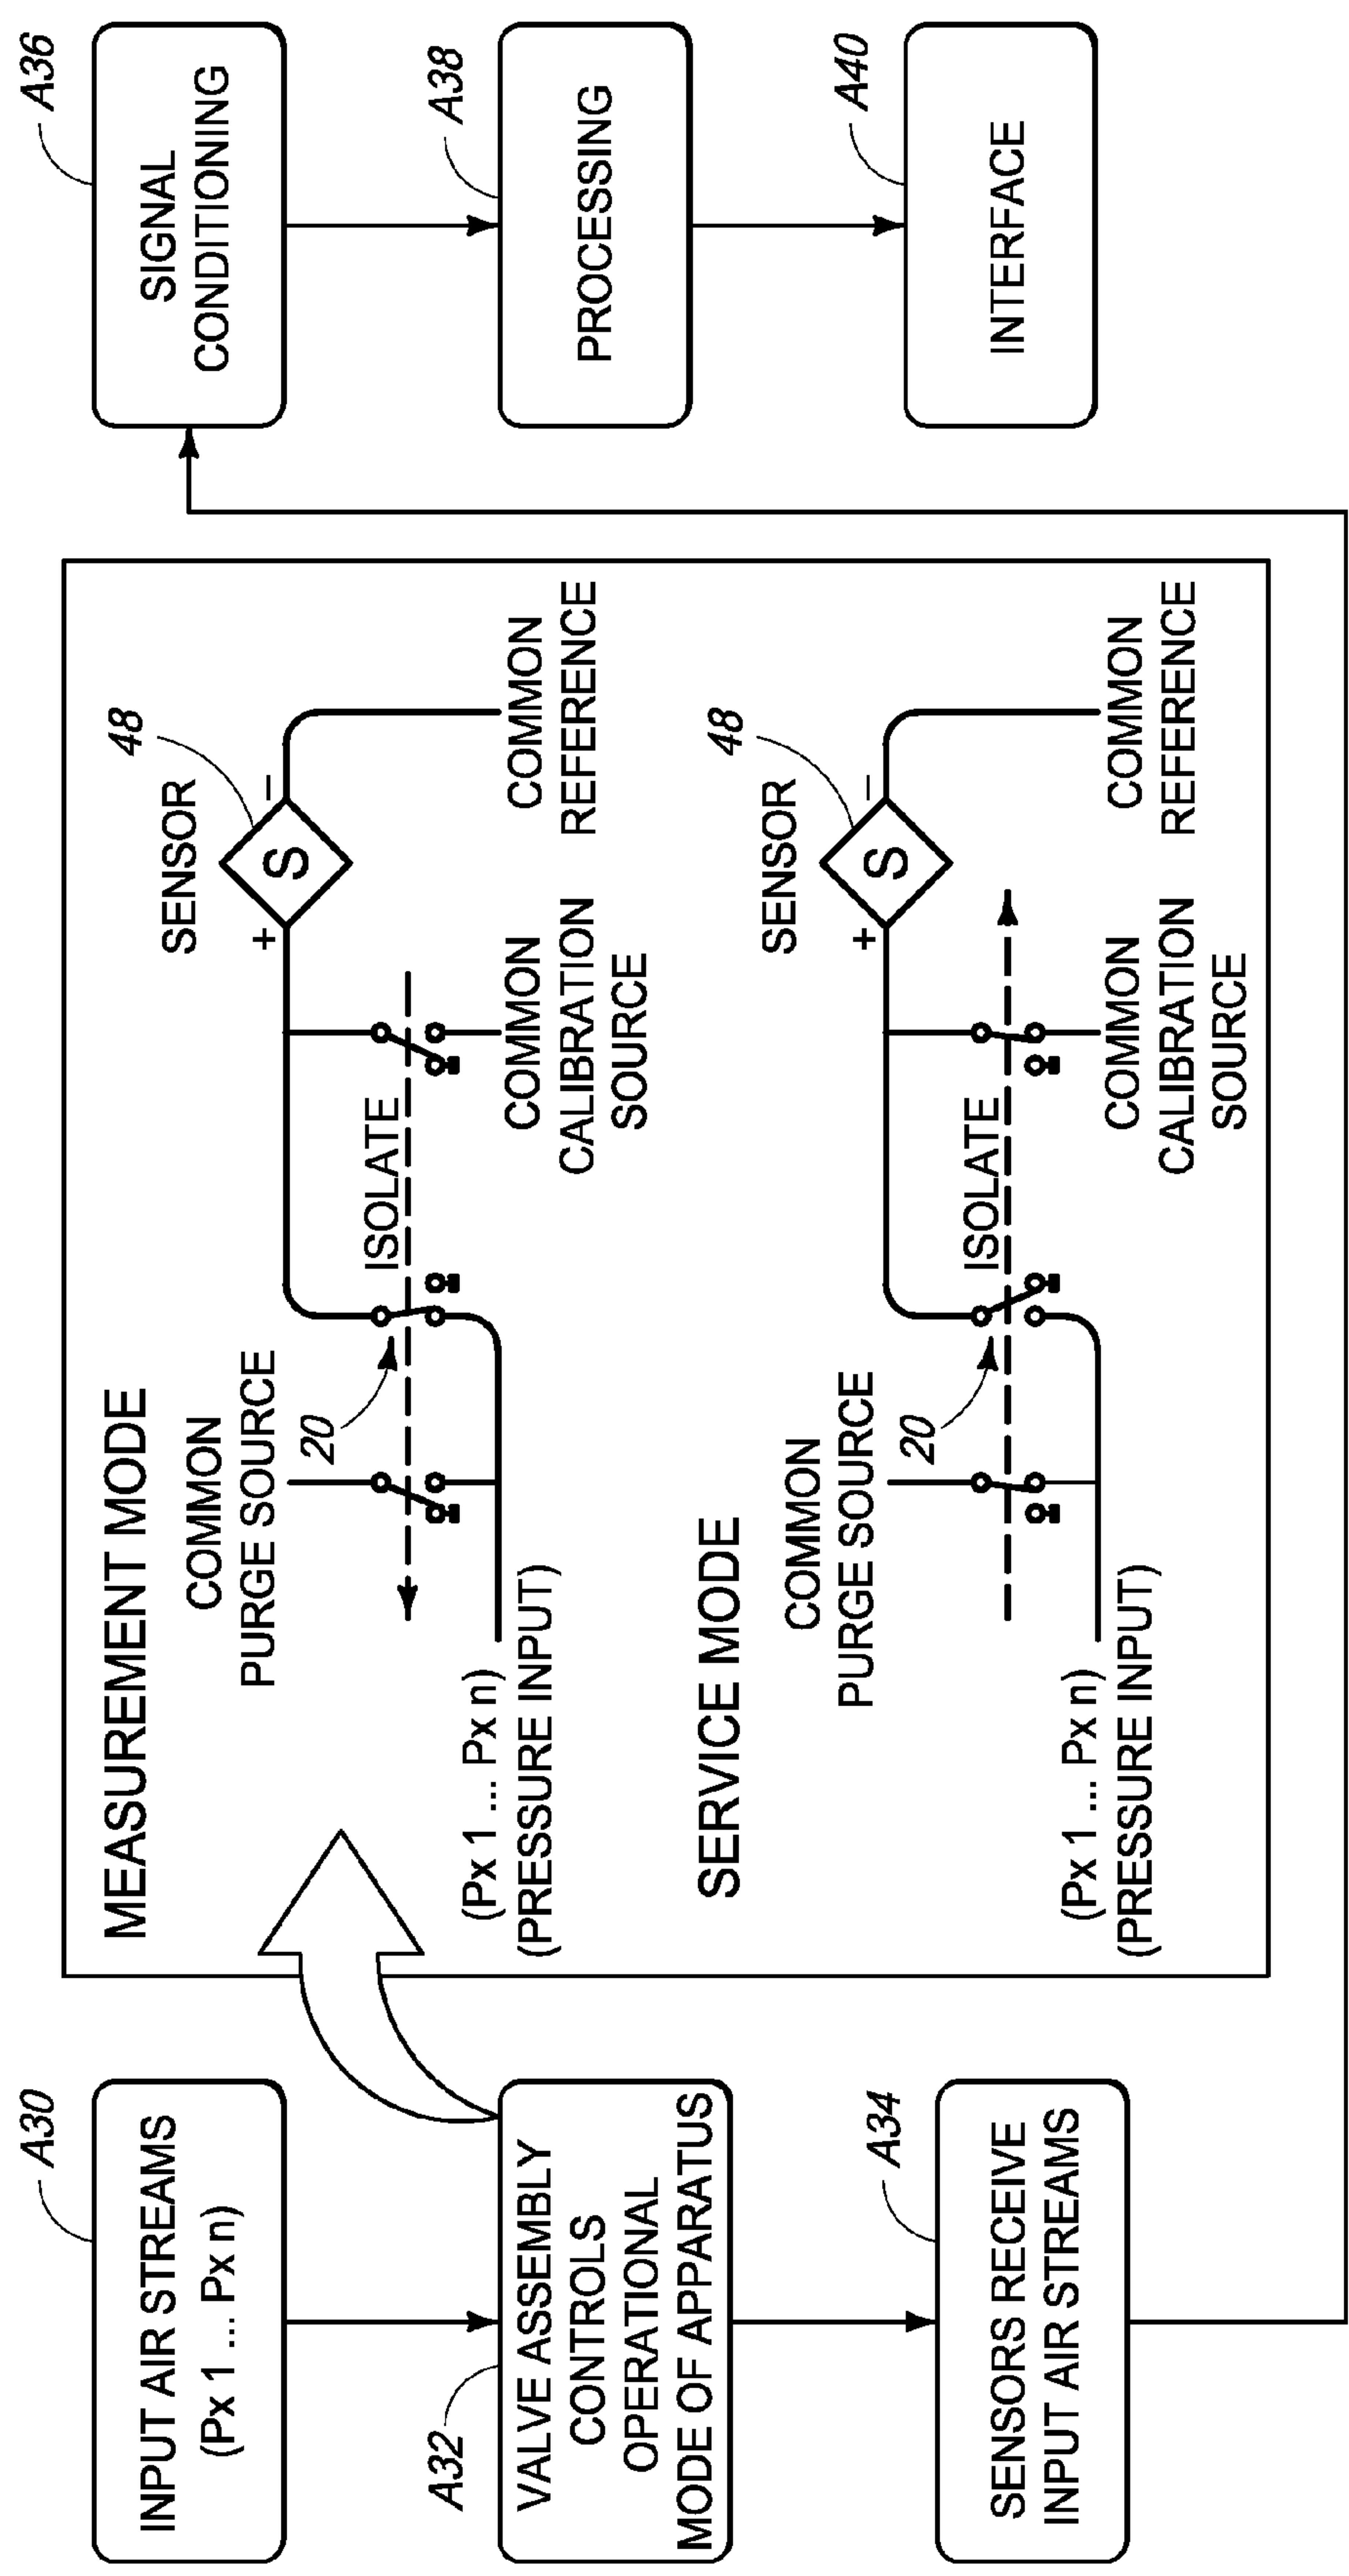 A30
INPUT AIR STREAMS
(Px 1 ... Px n)
A32
VALVE ASSEMBLY
CONTROLS
OPERATIONAL
MODE OF APPARATUS
A34
SENSORS RECEIVE
INPUT AIR STREAMS
MEASUREMENT MODE
COMMON
PURGE SOURCE
20
ISOLATE
SENSOR
48
+
S
−
(Px 1 ... Px n)
(PRESSURE INPUT)
COMMON
CALIBRATION
SOURCE
COMMON
REFERENCE
SERVICE MODE
COMMON
PURGE SOURCE
20
ISOLATE
SENSOR
48
+
S
−
(Px 1 ... Px n)
(PRESSURE INPUT)
COMMON
CALIBRATION
SOURCE
COMMON
REFERENCE
A36
SIGNAL
CONDITIONING
A38
PROCESSING
A40
INTERFACE